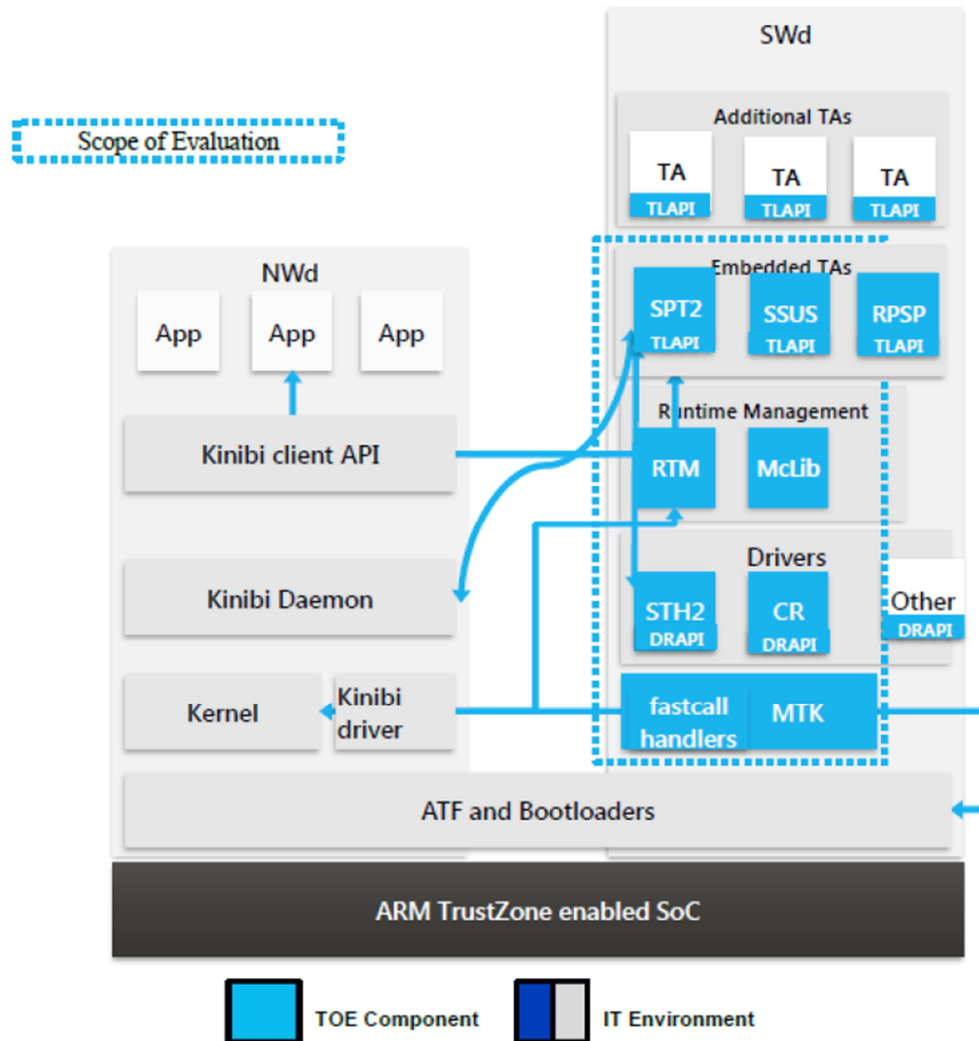 SWd
Scope of Evaluation
Additional TAs
TA
TA
TA
TLAPI
TLAPI
TLAPI
NWd
App
App
App
Embedded TAs
SPT2
SSUS
RPSP
TLAPI
TLAPI
TLAPI
Kinibi client API
Runtime Management
RTM
McLib
Kinibi Daemon
Drivers
STH2
CR
Other
DRAPI
DRAPI
DRAPI
Kernel
Kinibi
driver
fastcall
handlers
MTK
ATF and Bootloaders
ARM TrustZone enabled SoC
TOE Component
IT Environment